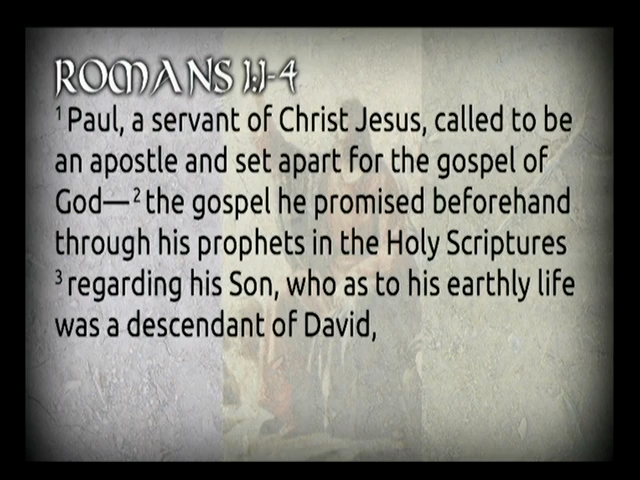 ROMANS 1:1-4
¹ Paul, a servant of Christ Jesus, called to be
an apostle and set apart for the gospel of
God—² the gospel he promised beforehand
through his prophets in the Holy Scriptures
³ regarding his Son, who as to his earthly life
was a descendant of David,